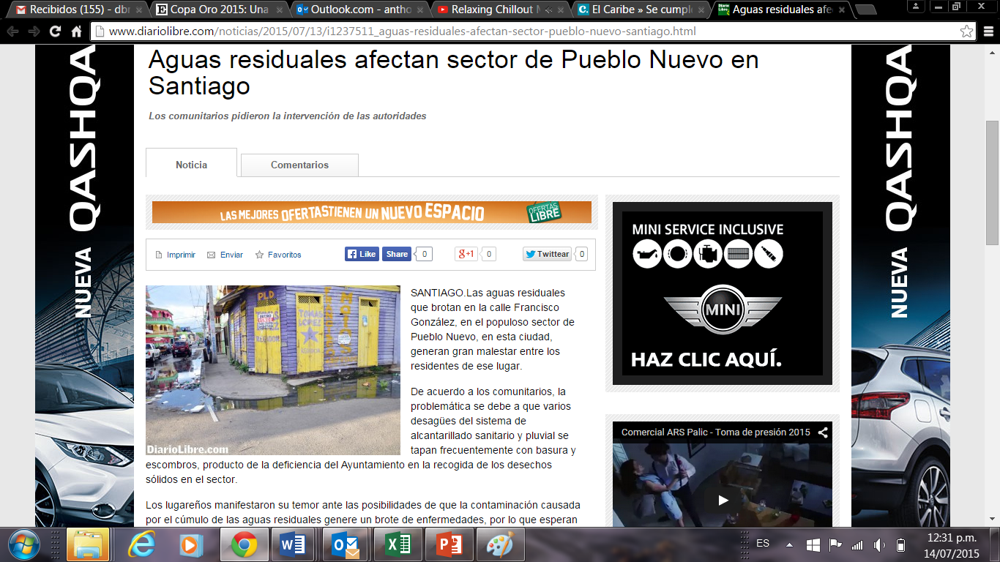 Recibidos (155) - dbr
Copa Oro 2015: Una
Outlook.com - antho
Relaxing Chillout M
El Caribe » Se cumpl
Aguas residuales afe
www.diariolibre.com/noticias/2015/07/13/i1237511_aguas-residuales-afectan-sector-pueblo-nuevo-santiago.html
Aguas residuales afectan sector de Pueblo Nuevo en
Santiago
Los comunitarios pidieron la intervención de las autoridades
Noticia
Comentarios
LAS MEJORES OFERTASTIENEN UN NUEVO ESPACIO
OFERTAS
LIBRE
Imprimir
Enviar
Favoritos
Like
Share
0
g+1
0
Twittear
0
PLD
TOMAS
LOPEZ
REGIDOR
DiarioLibre.com
SANTIAGO.Las aguas residuales
que brotan en la calle Francisco
González, en el populoso sector de
Pueblo Nuevo, en esta ciudad,
generan gran malestar entre los
residentes de ese lugar.
De acuerdo a los comunitarios, la
problemática se debe a que varios
desagües del sistema de
alcantarillado sanitario y pluvial se
tapan frecuentemente con basura y
escombros, producto de la deficiencia del Ayuntamiento en la recogida de los desechos
sólidos en el sector.
Los lugareños manifestaron su temor ante las posibilidades de que la contaminación causada
por el cúmulo de las aguas residuales genere un brote de enfermedades, por lo que esperan
MINI SERVICE INCLUSIVE
MINI
HAZ CLIC AQUÍ.
Comercial ARS Palic - Toma de presión 2015
NUEVA QASHQA
NUEVA QASHQA
ES
12:31 p.m.
14/07/2015